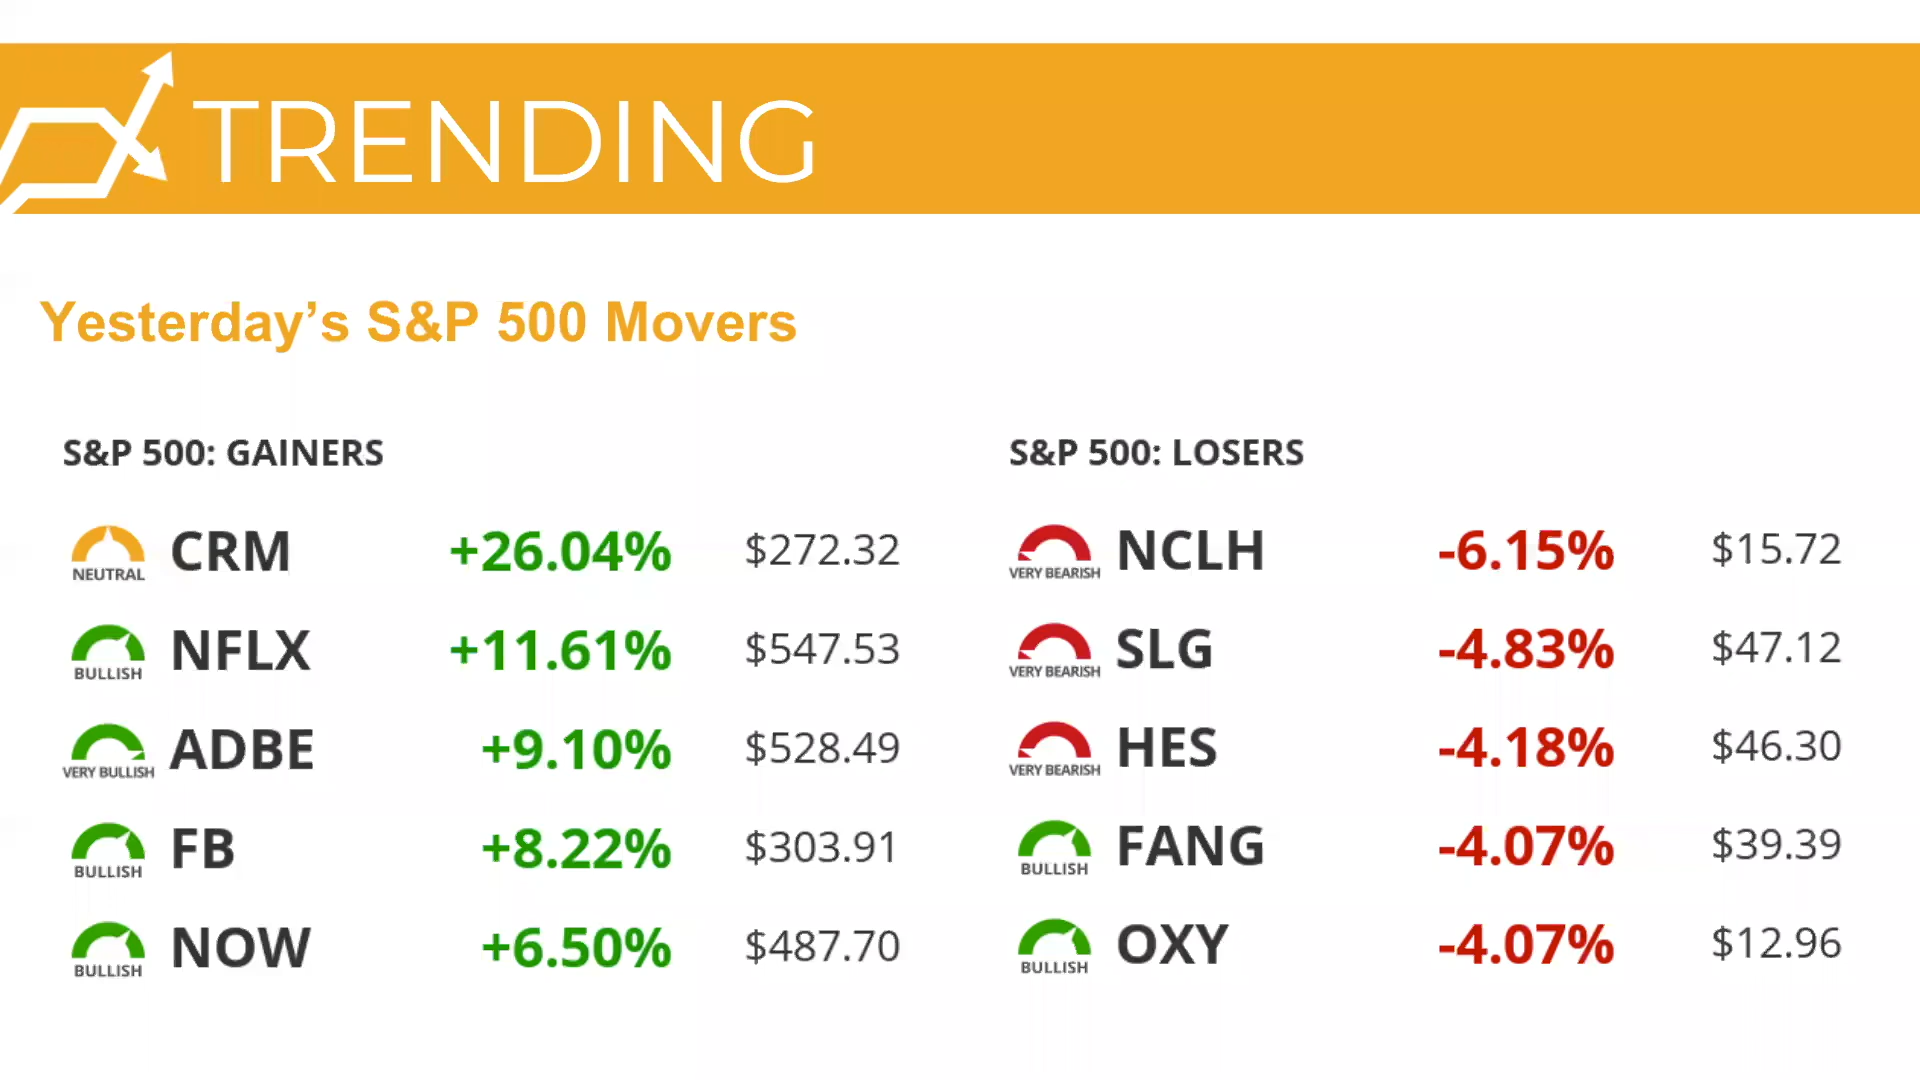 TRENDING
Yesterday’s S&P 500 Movers
S&P 500: GAINERS
NEUTRAL CRM +26.04% $272.32
BULLISH NFLX +11.61% $547.53
VERY BULLISH ADBE +9.10% $528.49
BULLISH FB +8.22% $303.91
BULLISH NOW +6.50% $487.70
S&P 500: LOSERS
VERY BEARISH NCLH -6.15% $15.72
VERY BEARISH SLG -4.83% $47.12
VERY BEARISH HES -4.18% $46.30
BULLISH FANG -4.07% $39.39
BULLISH OXY -4.07% $12.96